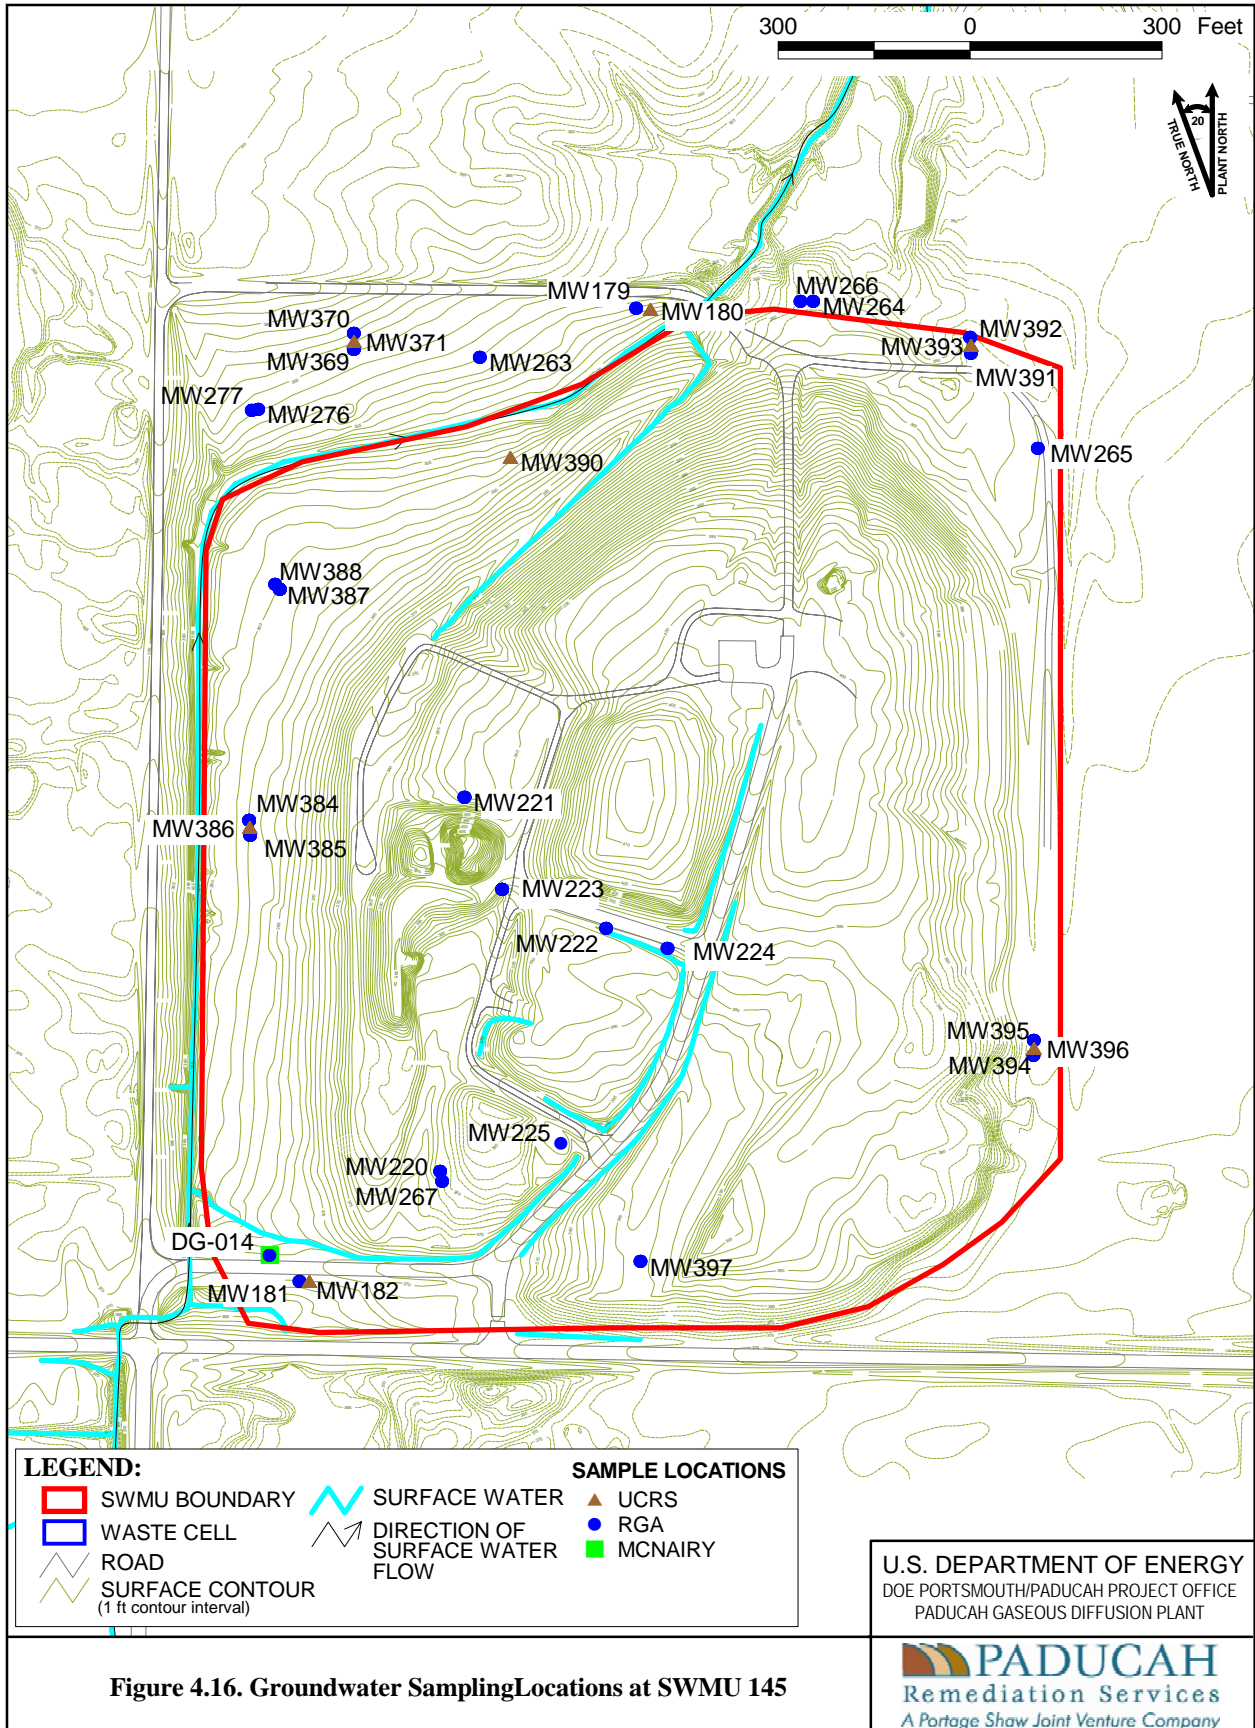 300 0 300 Feet
TRUE NORTH
20
PLANT NORTH
MW179
MW266
MW264
MW180
MW370
MW371
MW369
MW263
MW392
MW393
MW391
MW277
MW276
MW265
MW390
MW388
MW387
MW384
MW386
MW385
MW221
MW223
MW222
MW224
MW395
MW396
MW394
MW225
MW220
MW267
DG-014
MW181
MW182
MW397
LEGEND:
SWMU BOUNDARY
WASTE CELL
ROAD
SURFACE CONTOUR
(1 ft contour interval)
SURFACE WATER
DIRECTION OF
SURFACE WATER
FLOW
SAMPLE LOCATIONS
UCRS
RGA
MCNAIRY
U.S. DEPARTMENT OF ENERGY
DOE PORTSMOUTH/PADUCAH PROJECT OFFICE
PADUCAH GASEOUS DIFFUSION PLANT
Figure 4.16. Groundwater SamplingLocations at SWMU 145
PADUCAH
Remediation Services
A Portage Shaw Joint Venture Company